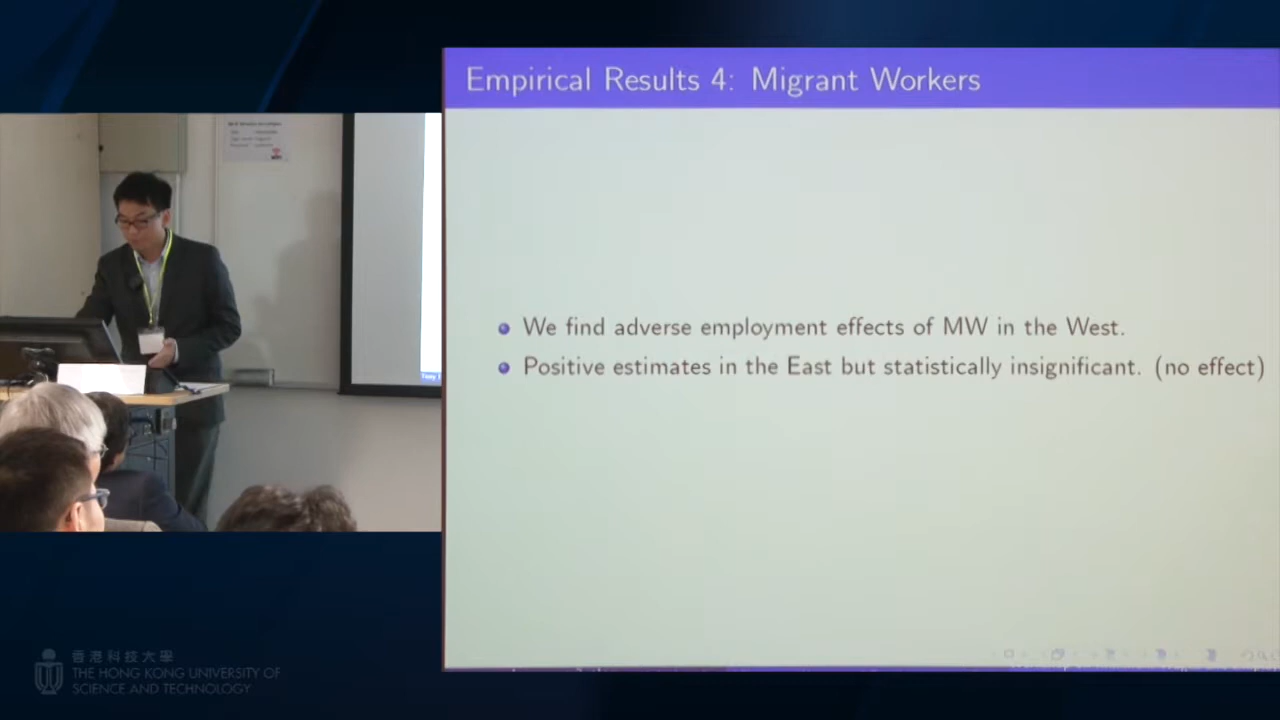 Empirical Results 4: Migrant Workers
We find adverse employment effects of MW in the West.
Positive estimates in the East but statistically insignificant. (no effect)
香港科技大學
THE HONG KONG UNIVERSITY OF
SCIENCE AND TECHNOLOGY